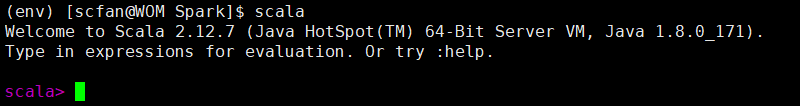 (env) [scfan@WOM Spark]$ scala
Welcome to Scala 2.12.7 (Java HotSpot(TM) 64-Bit Server VM, Java 1.8.0_171).
Type in expressions for evaluation. Or try :help.
scala>